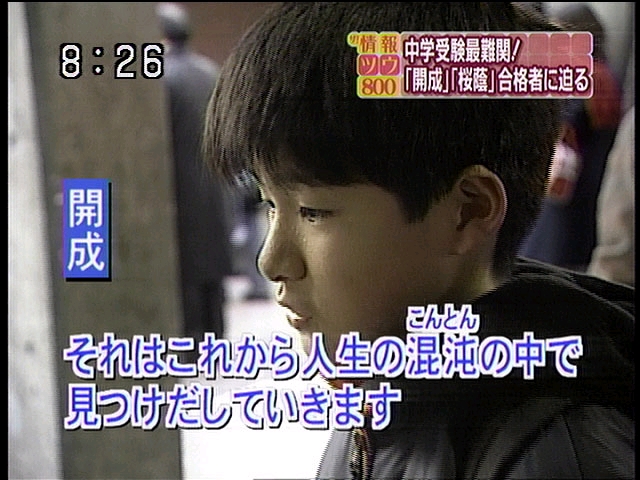 8:26
情報
ツウ
800
中学受験最難関!
「開成」「桜蔭」合格者に迫る
開成
こんとん
それはこれから人生の混沌の中で
見つけだしていきます